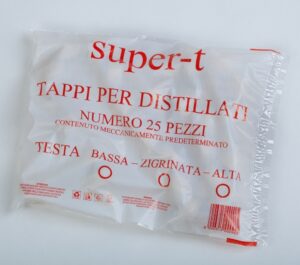 super-t
TAPPI PER DISTILLATI
NUMERO 25 PEZZI
CONTENUTO MECCANICAMENTE PREDETERMINATO
TESTA BASSA – ZIGRINATA – ALTA